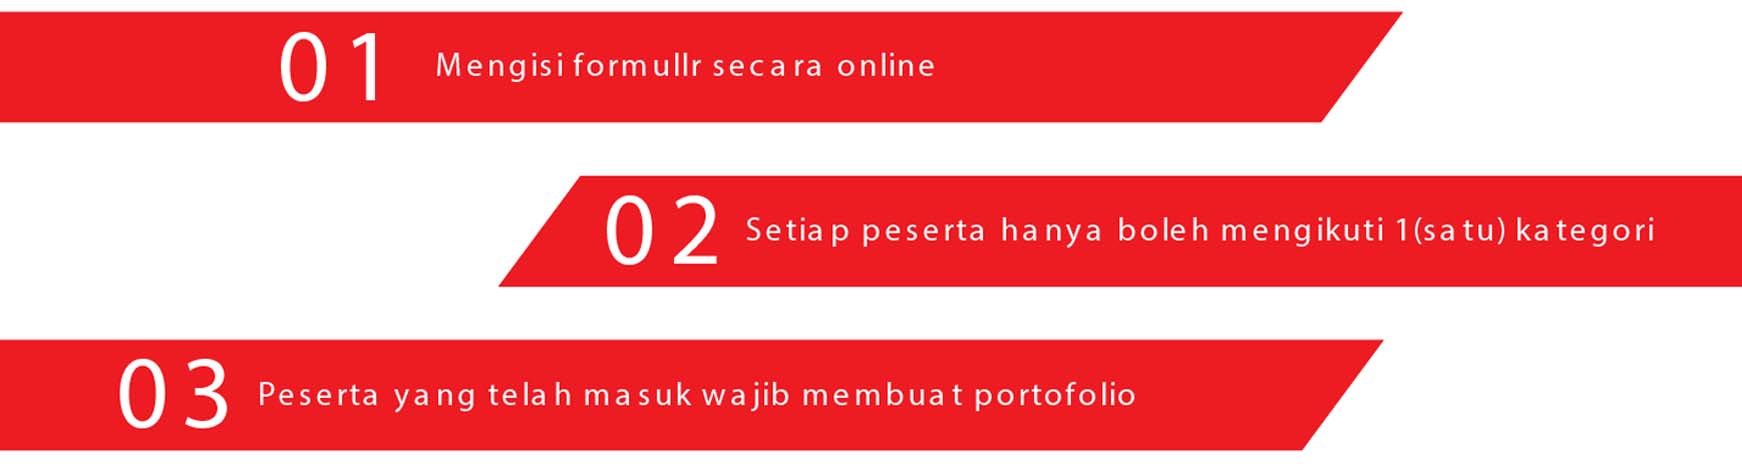 01 Mengisi formullr secara online
02 Setiap peserta hanya boleh mengikuti 1(satu) kategori
03 Peserta yang telah masuk wajib membuat portofolio